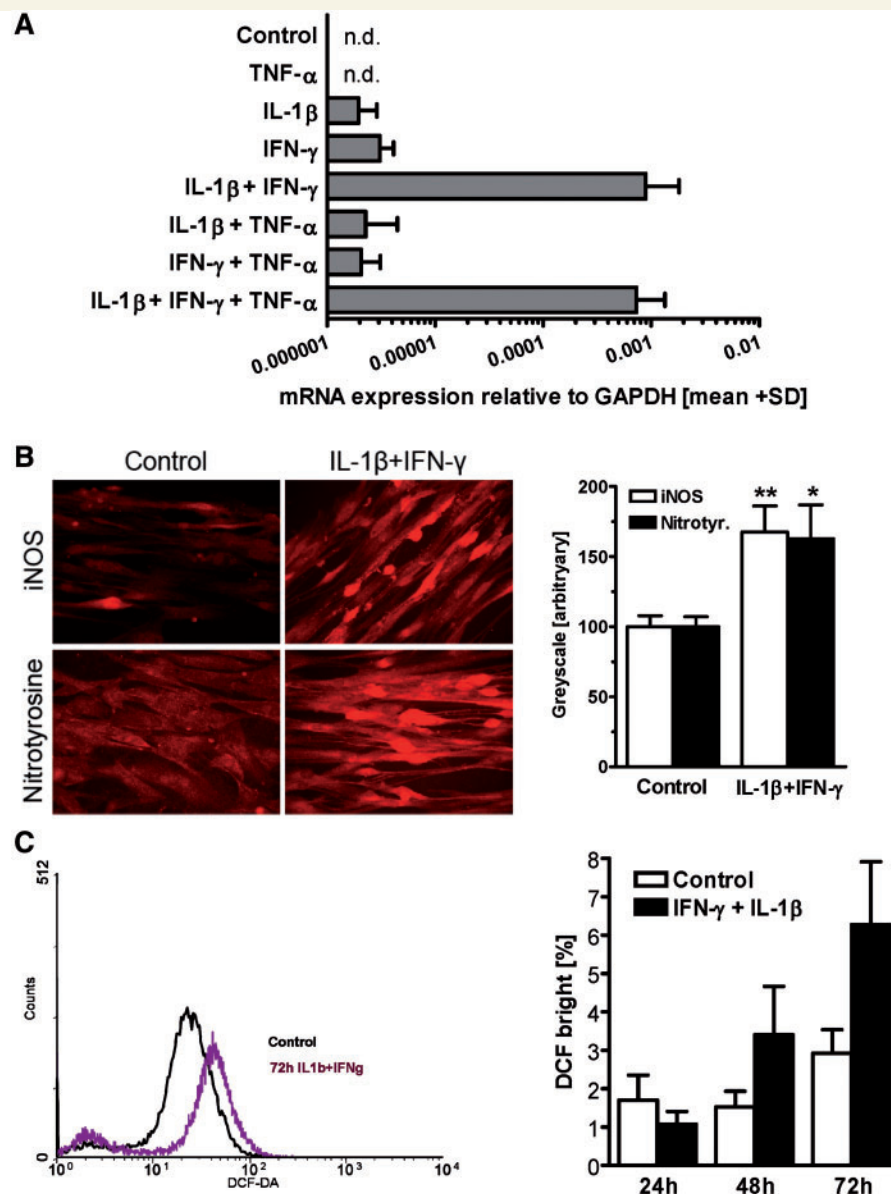 A
Control n.d.
TNF-α n.d.
IL-1β
IFN-γ
IL-1β + IFN-γ
IL-1β + TNF-α
IFN-γ + TNF-α
IL-1β + IFN-γ + TNF-α
0.000001 0.00001 0.0001 0.001 0.01
mRNA expression relative to GAPDH [mean +SD]
B
Control IL-1β+IFN-γ
iNOS
Nitrotyrosine
200
150
100
50
0
Greyscale [arbitryary]
iNOS
Nitrotyr.
** *
Control IL-1β+IFN-γ
C
512
Counts
0
Control
72h IL1b+IFNg
10⁰ 10¹ 10² 10³ 10⁴
DCF-DA
8
7
6
5
4
3
2
1
0
DCF bright [%]
Control
IFN-γ + IL-1β
24h 48h 72h